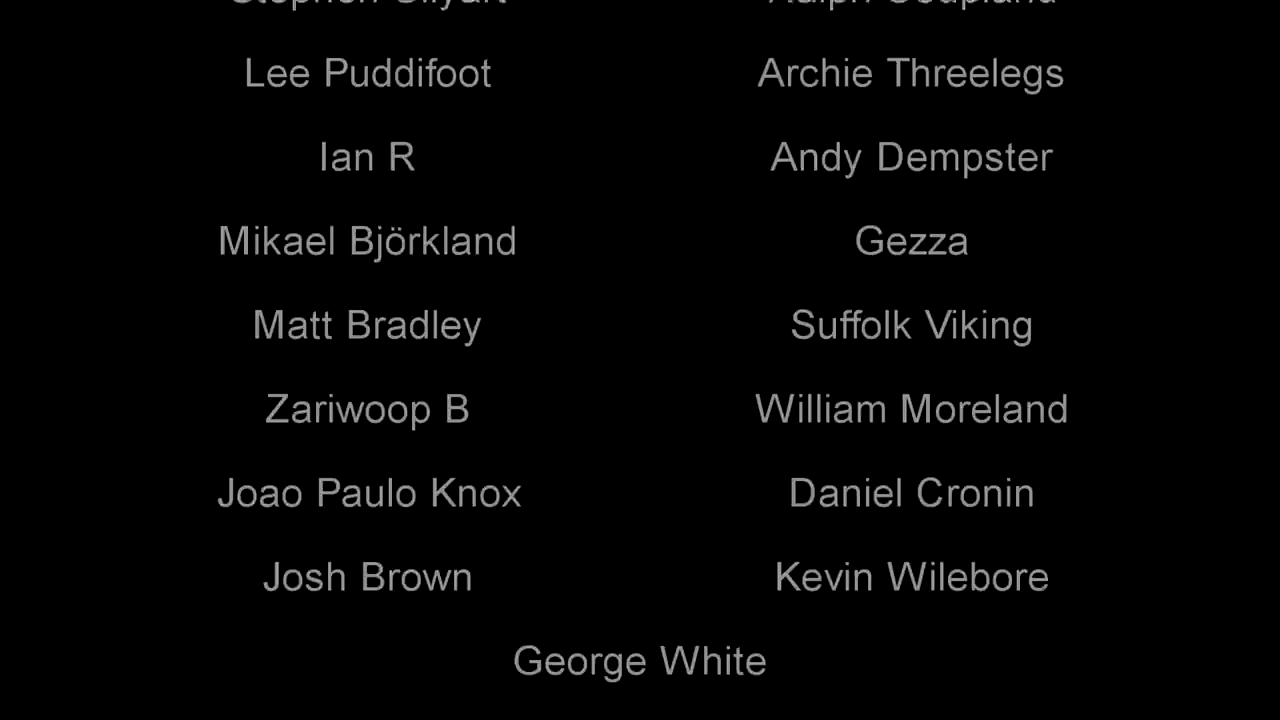 Lee Puddifoot Archie Threelegs
Ian R Andy Dempster
Mikael Björkland Gezza
Matt Bradley Suffolk Viking
Zariwoop B William Moreland
Joao Paulo Knox Daniel Cronin
Josh Brown Kevin Wilebore
George White